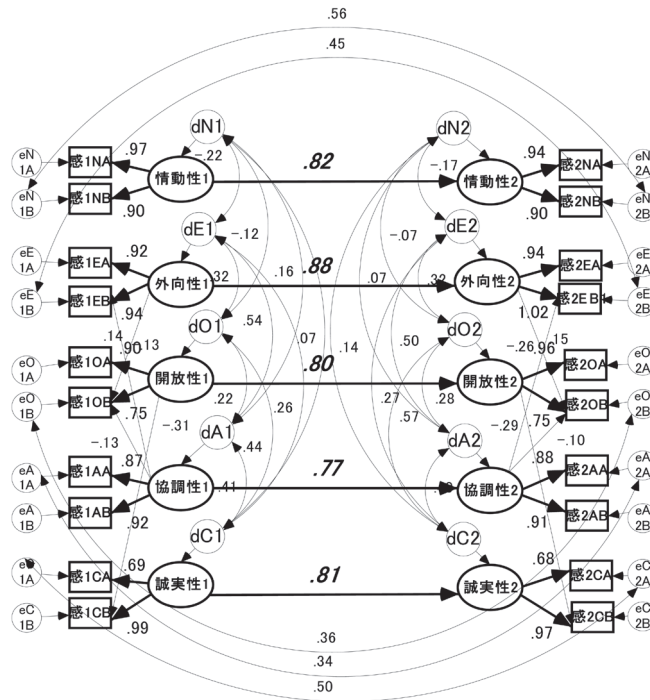 .56
.45
dN1
dN2
eN
1A
感1NA
.97
-.22
.82
-.17
.94
感2NA
eN
2A
情動性1
情動性2
eN
1B
感1NB
.90
.90
感2NB
eN
2B
dE1
-.12
-.07
dE2
eE
1A
感1EA
.92
.88
.94
感2EA
eE
2A
外向性1
.32
.16
.07
外向性2
eE
1B
感1EB
.94
1.02
感2EB
eE
2B
.14
.13
dO1
.54
.07
.14
.50
dO2
-.26
.15
eO
1A
感1OA
.90
.80
.96
感2OA
eO
2A
開放性1
開放性2
eO
1B
感1OB
.75
.22
.26
.27
.28
.75
感2OB
eO
2B
-.13
-.31
dA1
.44
.57
dA2
-.29
-.10
eA
1A
感1AA
.87
.77
.88
感2AA
eA
2A
協調性1
.41
協調性2
eA
1B
感1AB
.92
.91
感2AB
eA
2B
dC1
dC2
1A
感1CA
.69
.81
.68
感2CA
eC
2A
誠実性1
誠実性2
eC
1B
感1CB
.99
.97
感2CB
eC
2B
.36
.34
.50